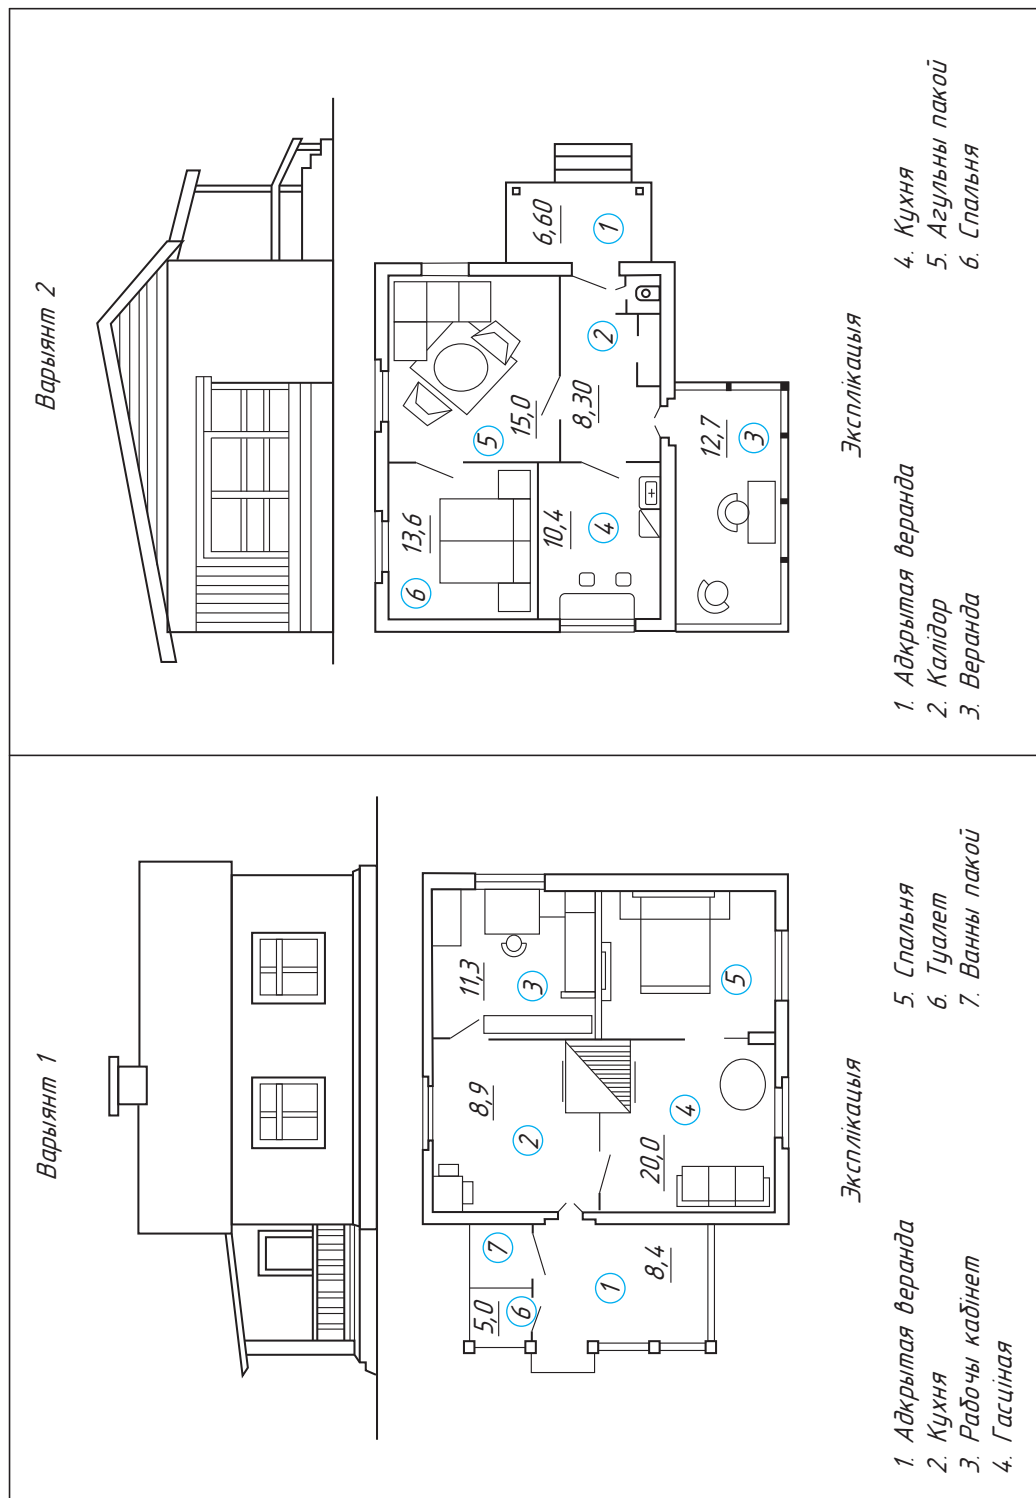 Варыянт 1
11,3
3
8,9
2
5
4
20,0
7
5,0
6
1
8,4
Эксплікацыя
1. Адкрытая веранда
2. Кухня
3. Рабочы кабінет
4. Гасціная
5. Спальня
6. Туалет
7. Ванны пакой
Варыянт 2
6,60
1
2
8,30
15,0
5
13,6
6
10,4
4
12,7
3
Эксплікацыя
1. Адкрытая веранда
2. Калідор
3. Веранда
4. Кухня
5. Агульны пакой
6. Спальня